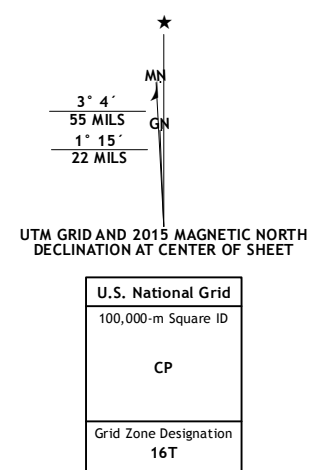 ★
MN
3° 4´
55 MILS
GN
1° 15´
22 MILS
UTM GRID AND 2015 MAGNETIC NORTH
DECLINATION AT CENTER OF SHEET
U.S. National Grid
100,000-m Square ID
CP
Grid Zone Designation
16T